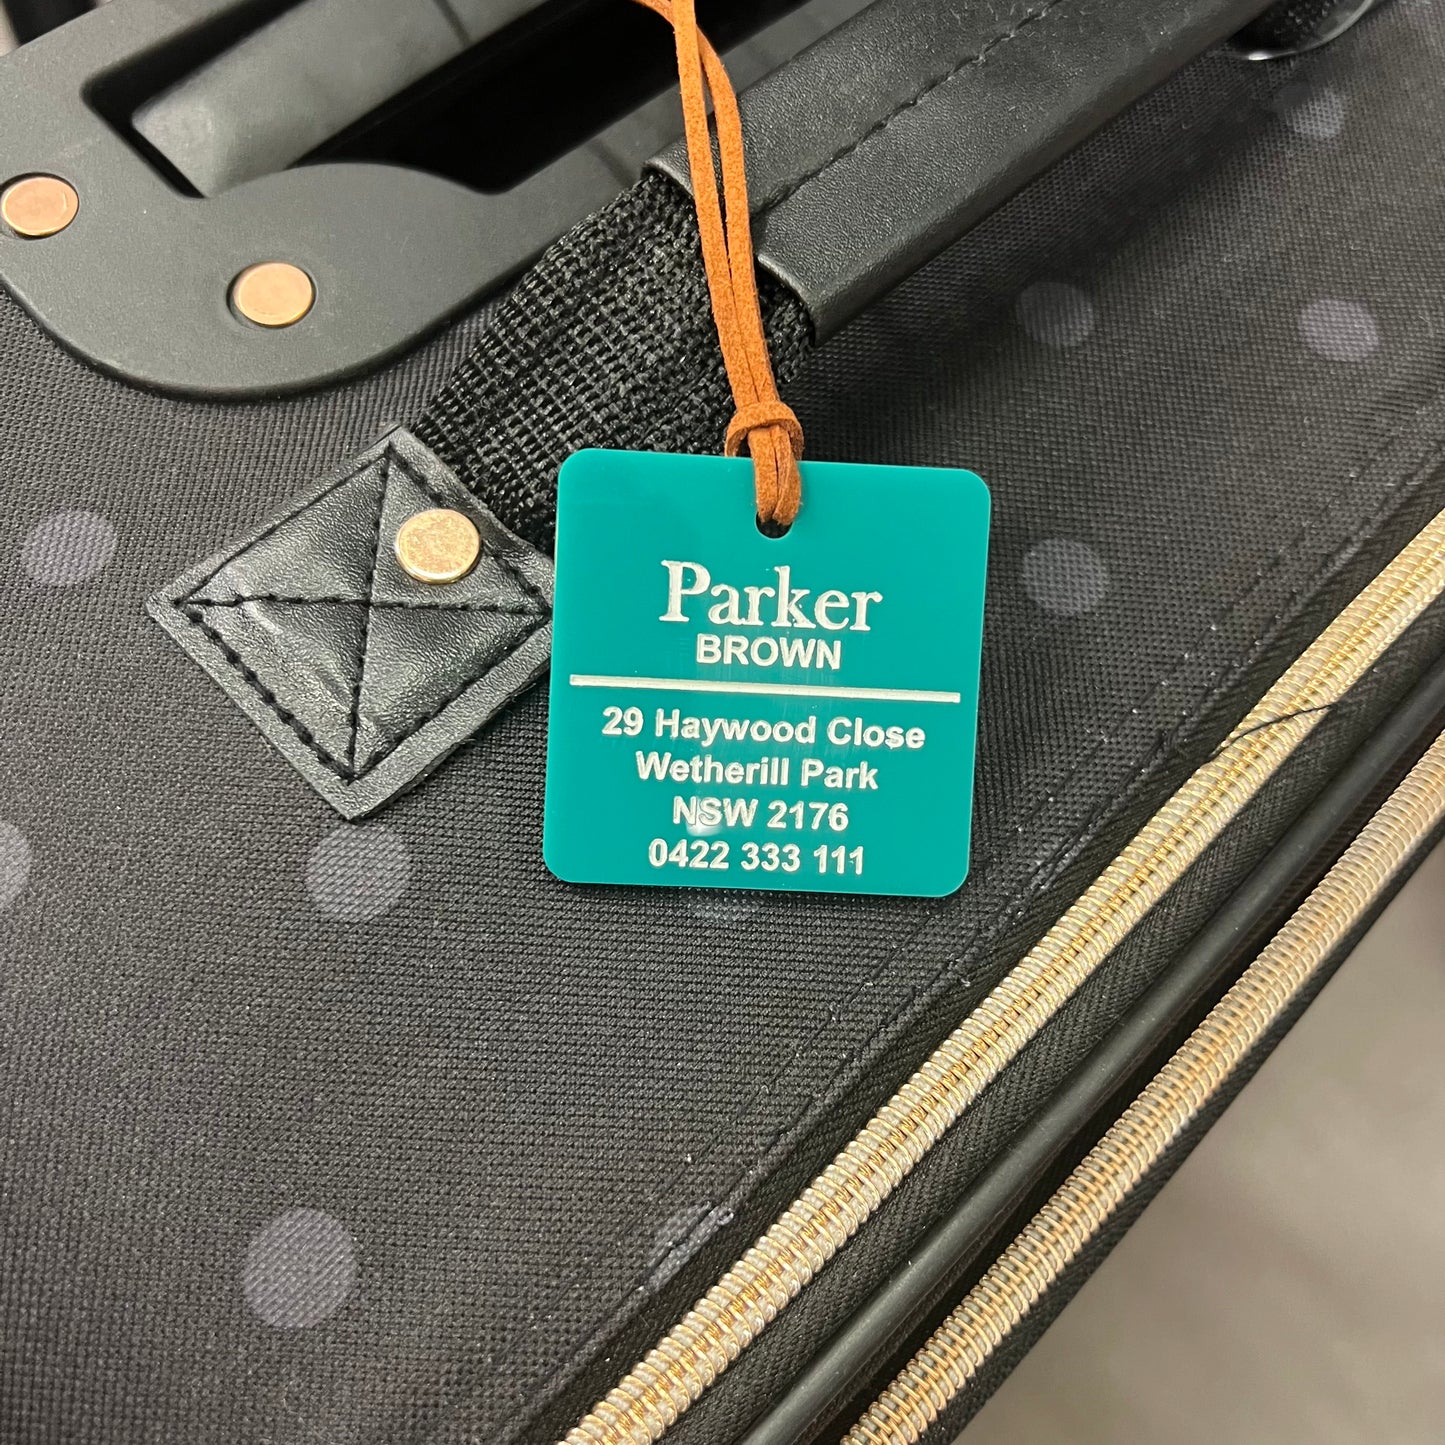 Parker
BROWN
29 Haywood Close
Wetherill Park
NSW 2176
0422 333 111